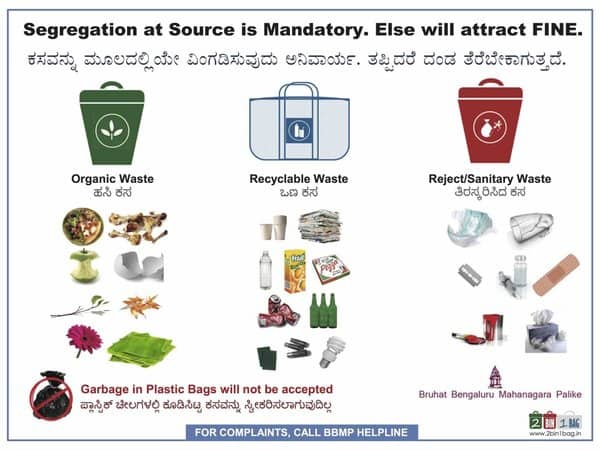 Segregation at Source is Mandatory. Else will attract FINE.
ಕಸವನ್ನು ಮೂಲದಲ್ಲಿಯೇ ವಿಂಗಡಿಸುವುದು ಅನಿವಾರ್ಯ. ತಪ್ಪಿದರೆ ದಂಡ ತೆರೆಬೇಕಾಗುತ್ತದೆ.
Organic Waste
ಹಸಿ ಕಸ
Recyclable Waste
ಒಣ ಕಸ
Reject/Sanitary Waste
ತಿರಸ್ಕರಿಸಿದ ಕಸ
Garbage in Plastic Bags will not be accepted
ಪ್ಲಾಸ್ಟಿಕ್ ಚೀಲಗಳಲ್ಲಿ ಕೂಡಿಸಿಟ್ಟ ಕಸವನ್ನು ಸ್ವೀಕರಿಸಲಾಗುವುದಿಲ್ಲ
Bruhat Bengaluru Mahanagara Palike
2 BIN 1 BAG
www.2bin1bag.in
FOR COMPLAINTS, CALL BBMP HELPLINE